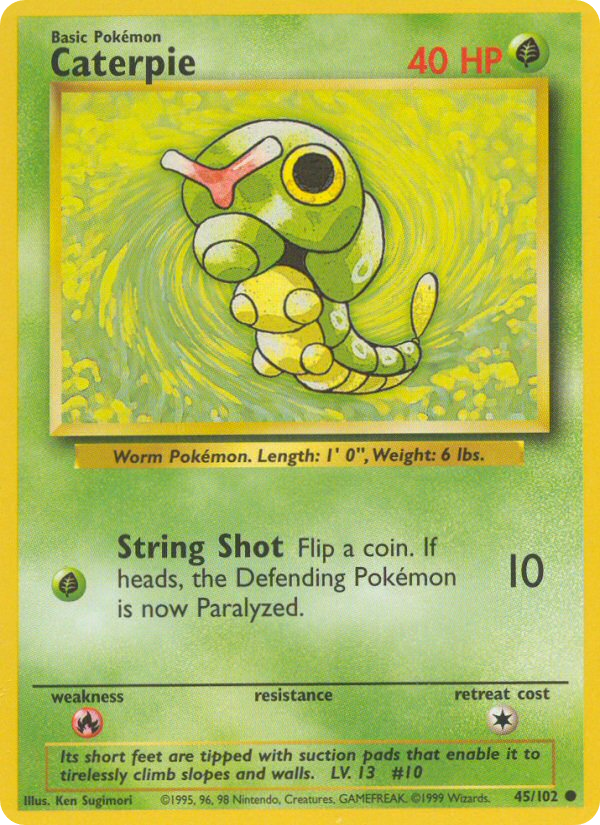 Basic Pokémon
Caterpie
40 HP
Worm Pokémon. Length: 1' 0", Weight: 6 lbs.
String Shot Flip a coin. If
heads, the Defending Pokémon
is now Paralyzed.
10
weakness resistance retreat cost
Its short feet are tipped with suction pads that enable it to
tirelessly climb slopes and walls. LV. 13 #10
Illus. Ken Sugimori ©1995, 96, 98 Nintendo, Creatures, GAMEFREAK. ©1999 Wizards. 45/102